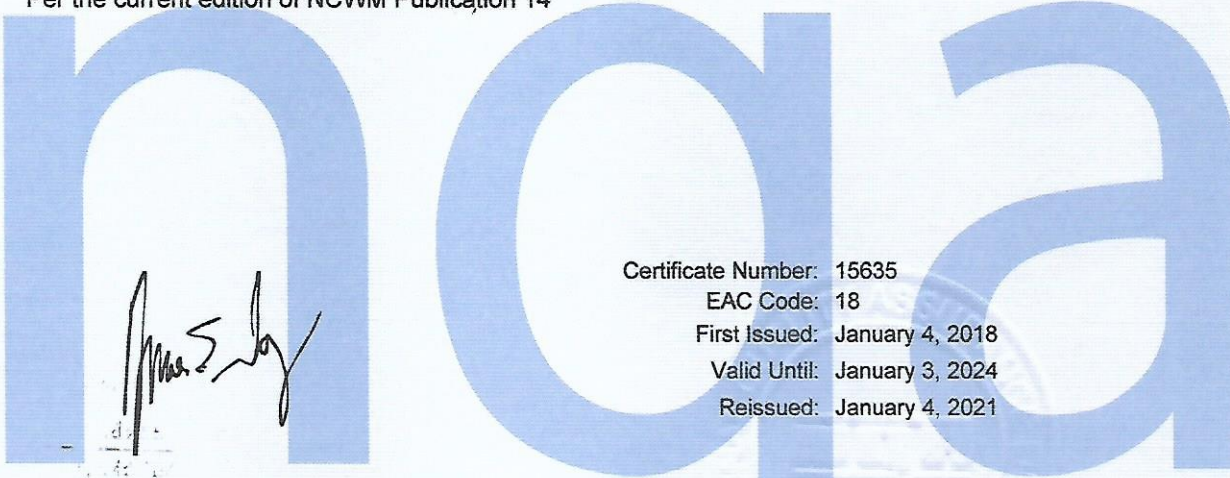 Per the current edition of NCWM Publication 14
nqa
Certificate Number: 15635
EAC Code: 18
First Issued: January 4, 2018
Valid Until: January 3, 2024
Reissued: January 4, 2021